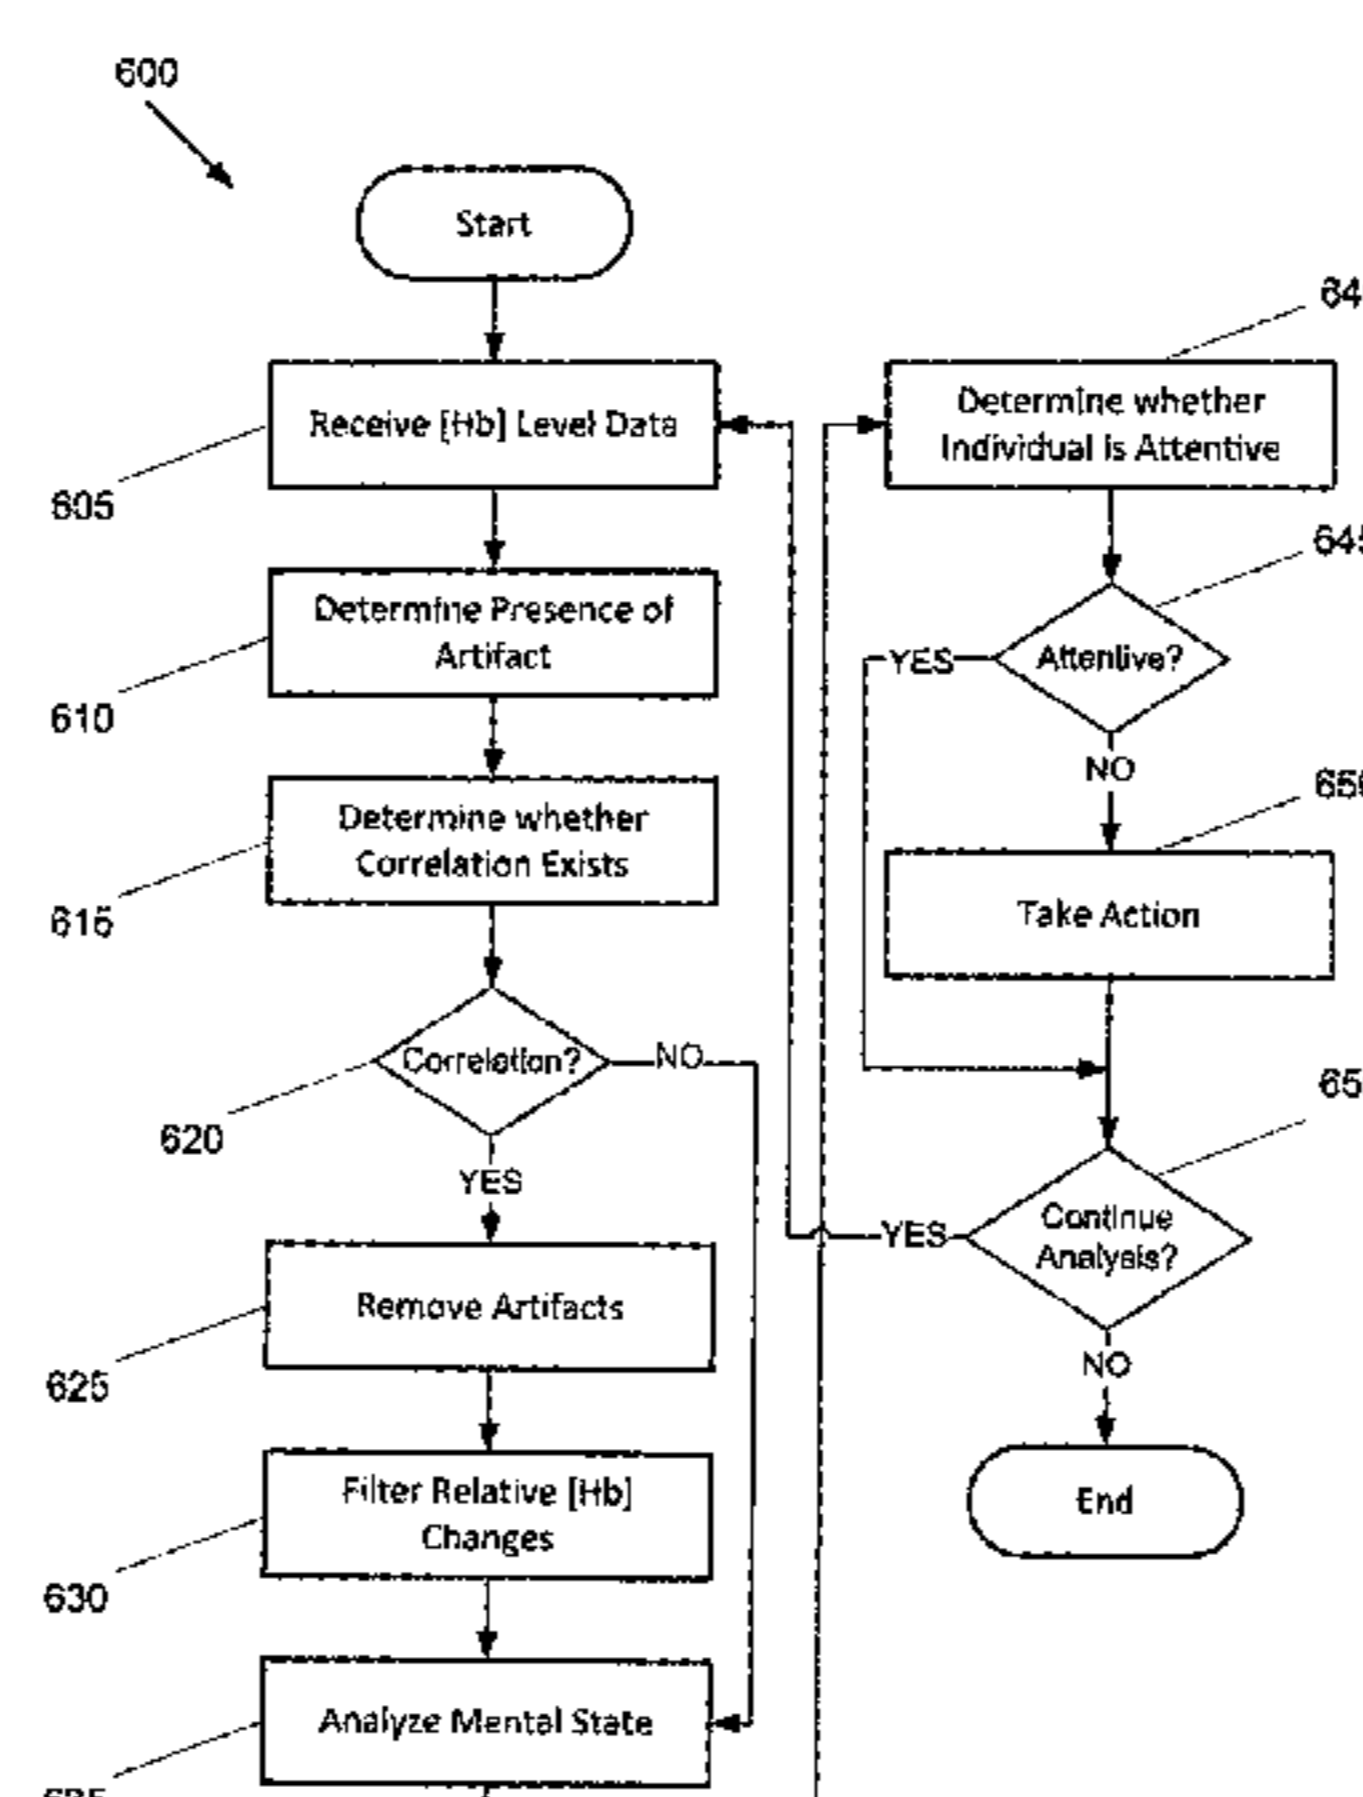 600
Start
Receive [Hb] Level Data
605
Determine Presence of
Artifact
610
Determine whether
Correlation Exists
615
Correlation?
NO
620
YES
Remove Artifacts
625
Filter Relative [Hb]
Changes
630
Analyze Mental State
64
Determine whether
Individual is Attentive
645
Attentive?
YES
NO
650
Take Action
65
Continue
Analysis?
YES
NO
End